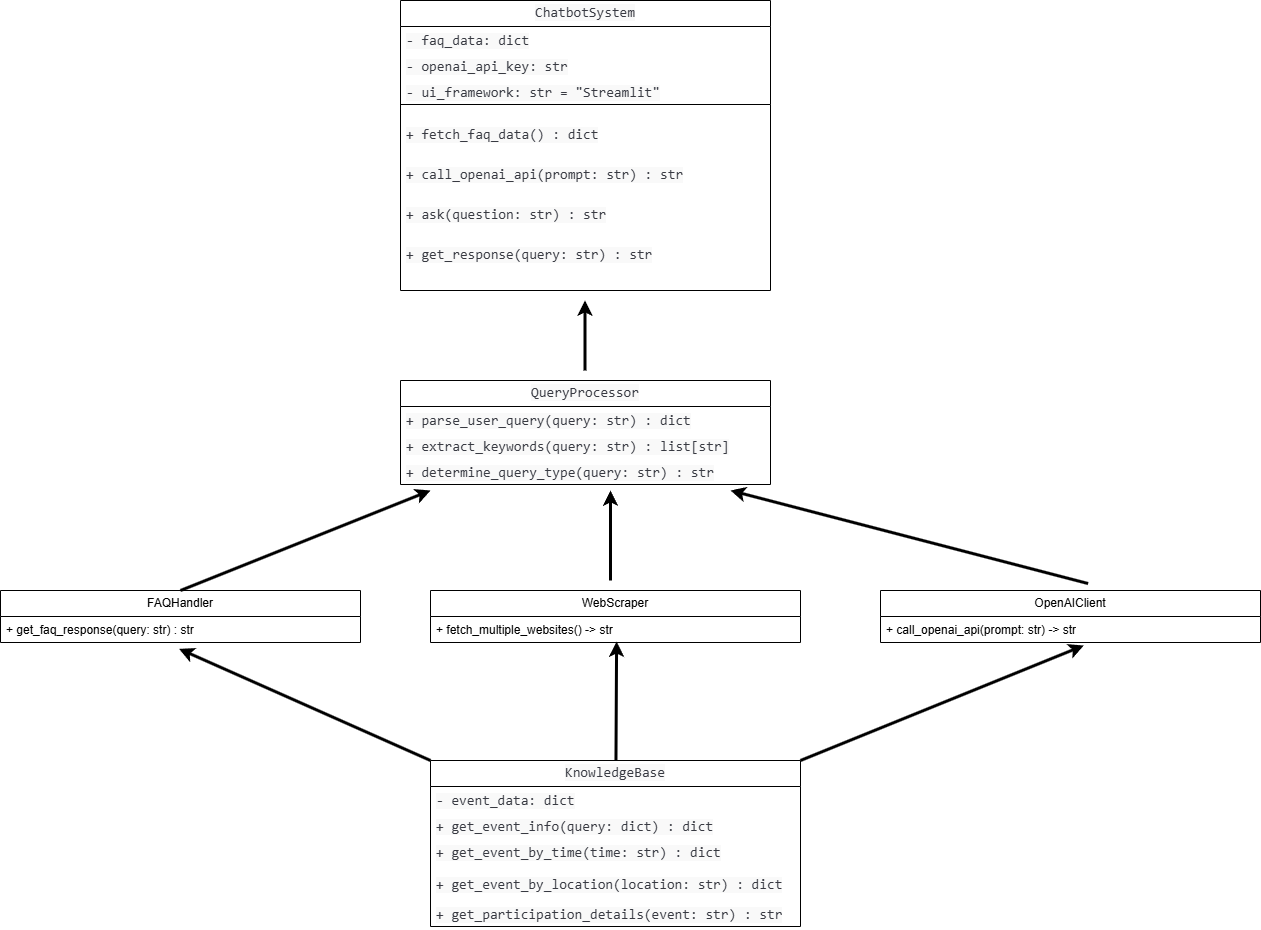 ChatbotSystem
- faq_data: dict
- openai_api_key: str
- ui_framework: str = "Streamlit"
+ fetch_faq_data() : dict
+ call_openai_api(prompt: str) : str
+ ask(question: str) : str
+ get_response(query: str) : str
QueryProcessor
+ parse_user_query(query: str) : dict
+ extract_keywords(query: str) : list[str]
+ determine_query_type(query: str) : str
FAQHandler
+ get_faq_response(query: str) : str
WebScraper
+ fetch_multiple_websites() -> str
OpenAIClient
+ call_openai_api(prompt: str) -> str
KnowledgeBase
- event_data: dict
+ get_event_info(query: dict) : dict
+ get_event_by_time(time: str) : dict
+ get_event_by_location(location: str) : dict
+ get_participation_details(event: str) : str